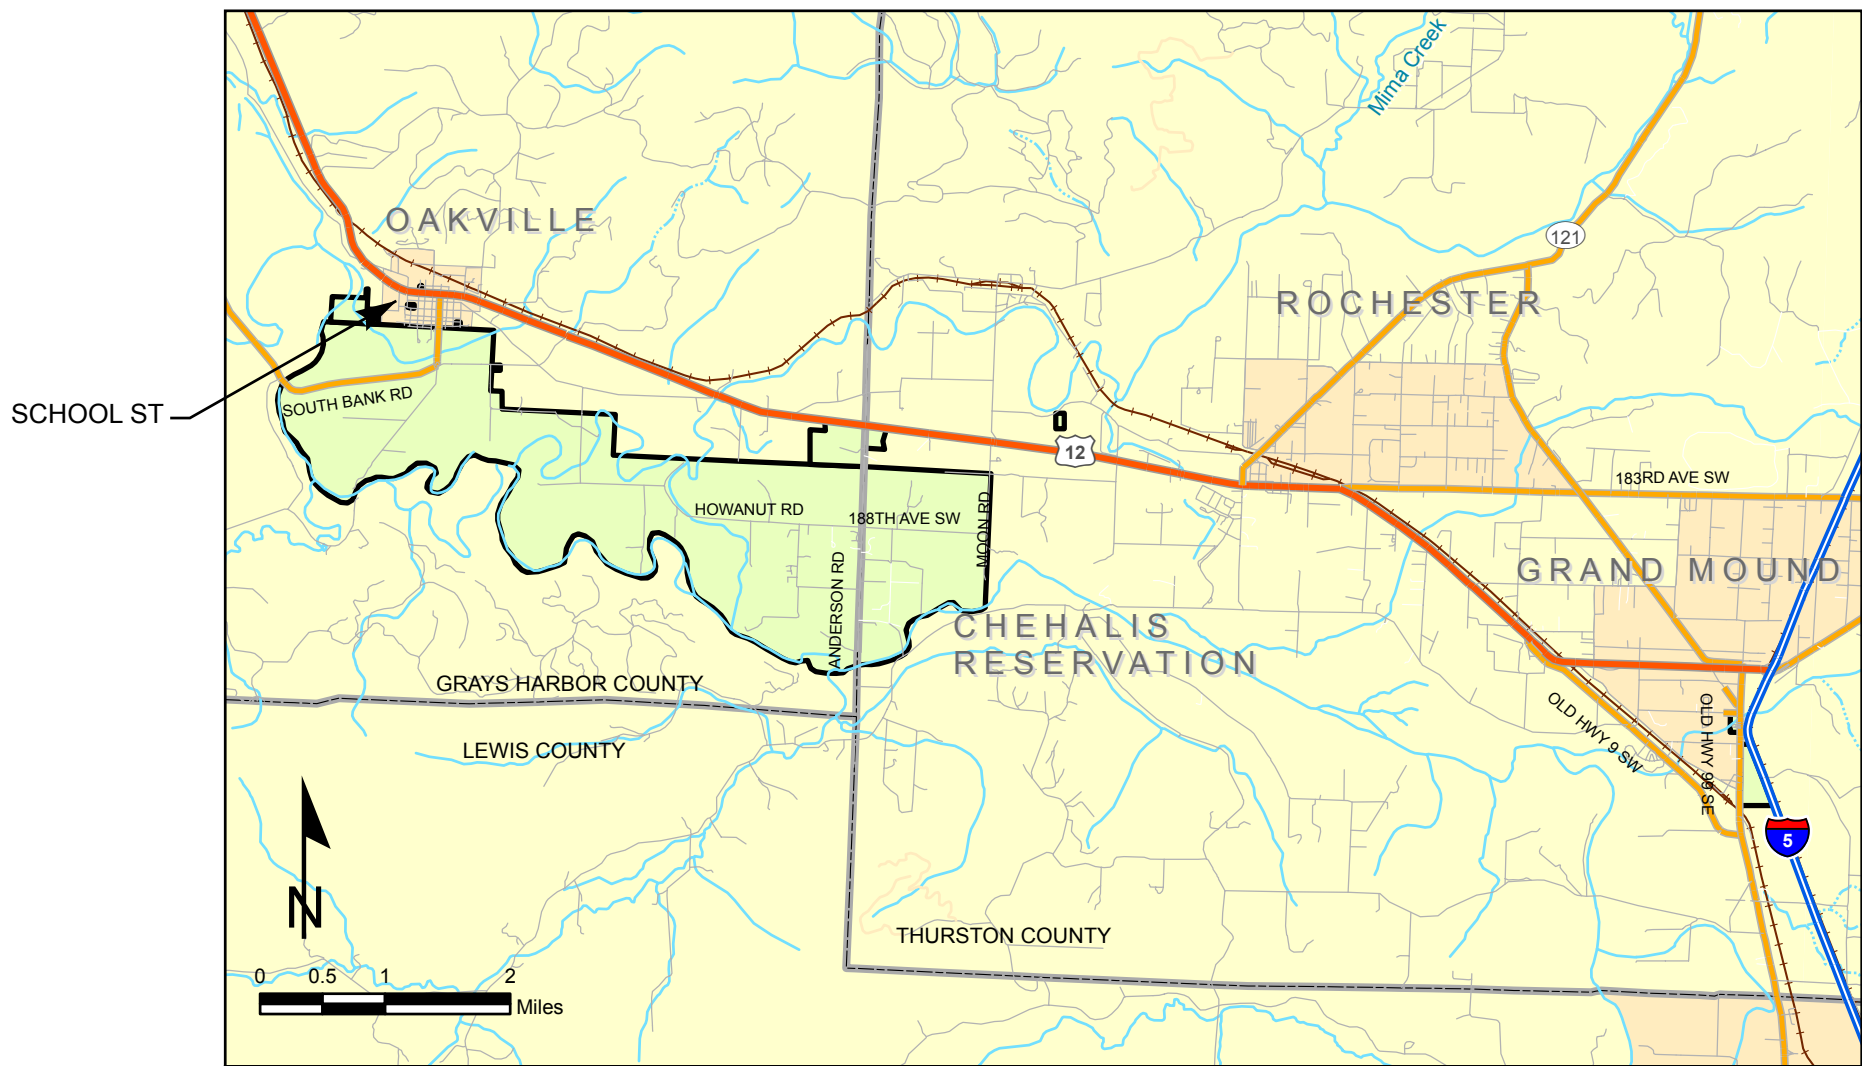 Mima Creek
OAKVILLE
121
ROCHESTER
SCHOOL ST
SOUTH BANK RD
12
183RD AVE SW
HOWANUT RD
188TH AVE SW
MOON RD
ANDERSON RD
GRAND MOUND
CHEHALIS
RESERVATION
GRAYS HARBOR COUNTY
LEWIS COUNTY
OLD HWY 9 SW
OLD HWY 99 SE
5
N
THURSTON COUNTY
0 0.5 1 2
Miles